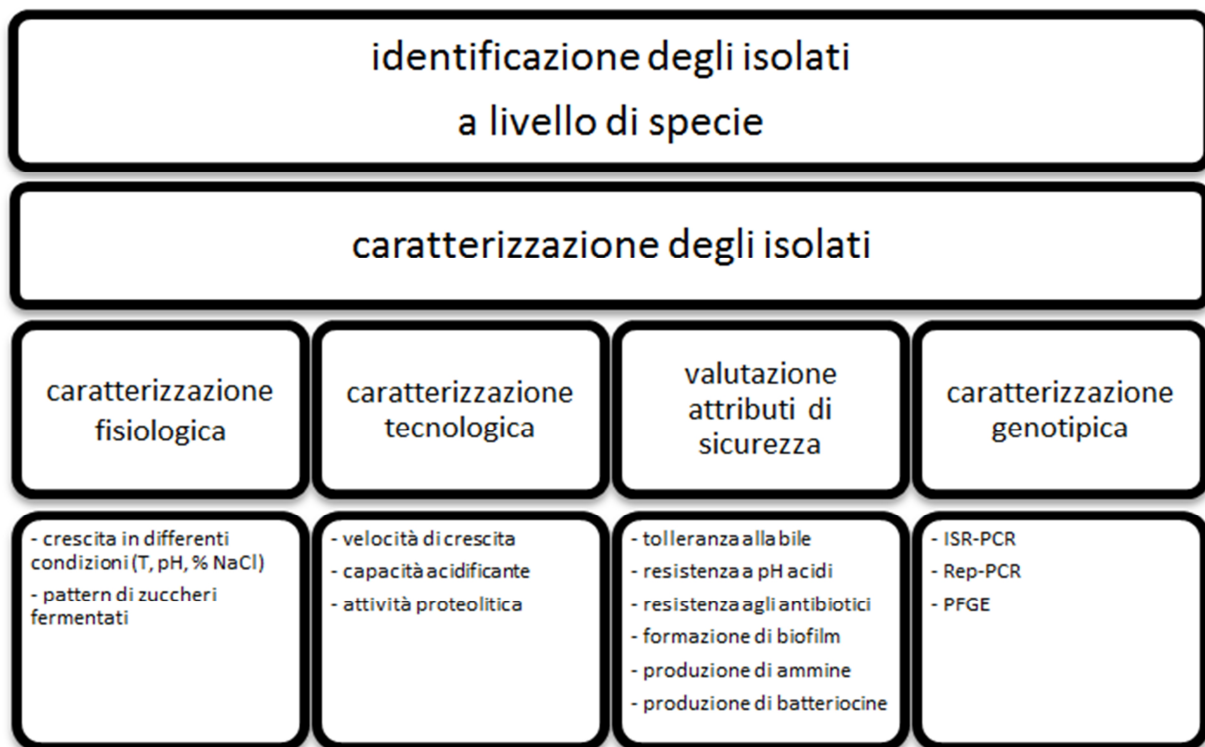 identificazione degli isolati
a livello di specie
caratterizzazione degli isolati
caratterizzazione
fisiologica
caratterizzazione
tecnologica
valutazione
attributi di
sicurezza
caratterizzazione
genotipica
- crescita in differenti
condizioni (T, pH, % NaCl)
- pattern di zuccheri
fermentati
- velocità di crescita
- capacità acidificante
- attività proteolitica
- tolleranza alla bile
- resistenza a pH acidi
- resistenza agli antibiotici
- formazione di biofilm
- produzione di ammine
- produzione di batteriocine
- ISR-PCR
- Rep-PCR
- PFGE